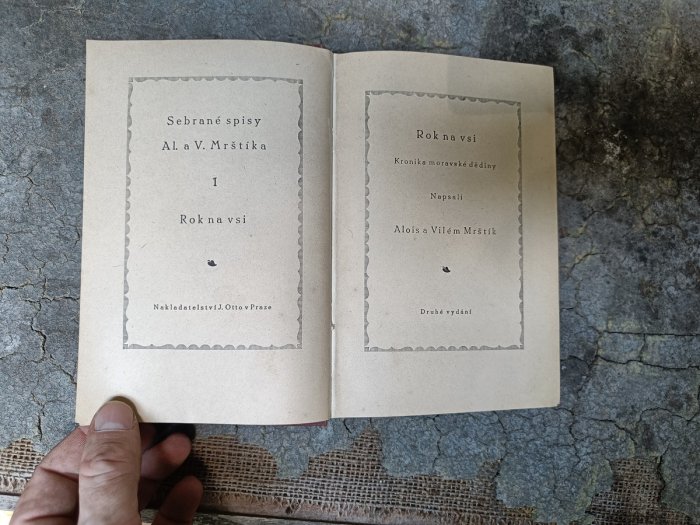 Sebrané spisy
Al. a V. Mrštíka
1
Rok na vsi
Nakladatelství J. Otto v Praze
Rok na vsi
Kronika moravské dědiny
Napsali
Alois a Vilém Mrštík
Druhé vydání